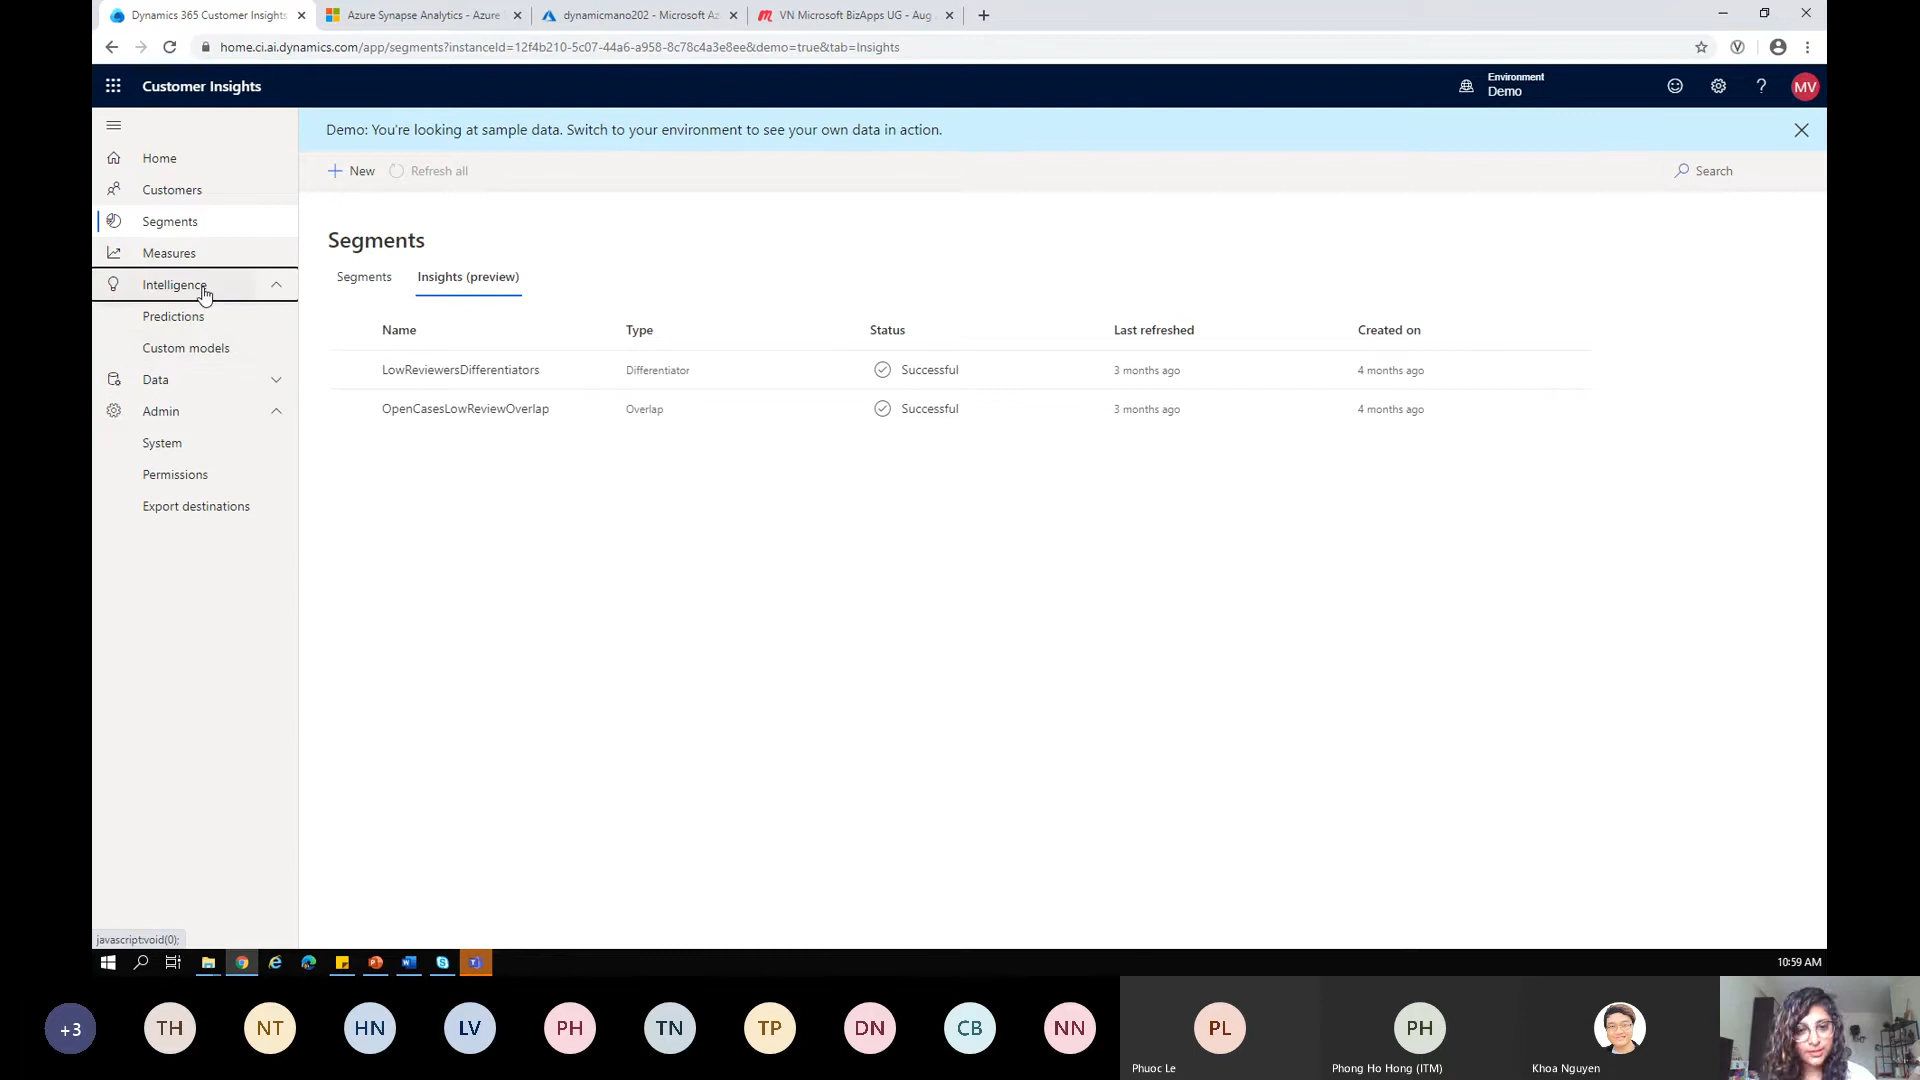 Dynamics 365 Customer Insights
Azure Synapse Analytics - Azure
dynamicmano202 - Microsoft Az
VN Microsoft BizApps UG - Aug
home.ci.ai.dynamics.com/app/segments?instanceId=12f4b210-5c07-44a6-a958-8c78c4a3e8ee&demo=true&tab=Insights
Customer Insights
Environment
Demo
MV
Demo: You're looking at sample data. Switch to your environment to see your own data in action.
New
Refresh all
Search
Home
Customers
Segments
Measures
Intelligence
Predictions
Custom models
Data
Admin
System
Permissions
Export destinations
Segments
Segments
Insights (preview)
Name Type Status Last refreshed Created on
LowReviewersDifferentiators Differentiator Successful 3 months ago 4 months ago
OpenCasesLowReviewOverlap Overlap Successful 3 months ago 4 months ago
javascript:void(0);
10:59 AM
+3 TH NT HN LV PH TN TP DN CB NN PL PH
Phuoc Le
Phong Ho Hong (ITM)
Khoa Nguyen